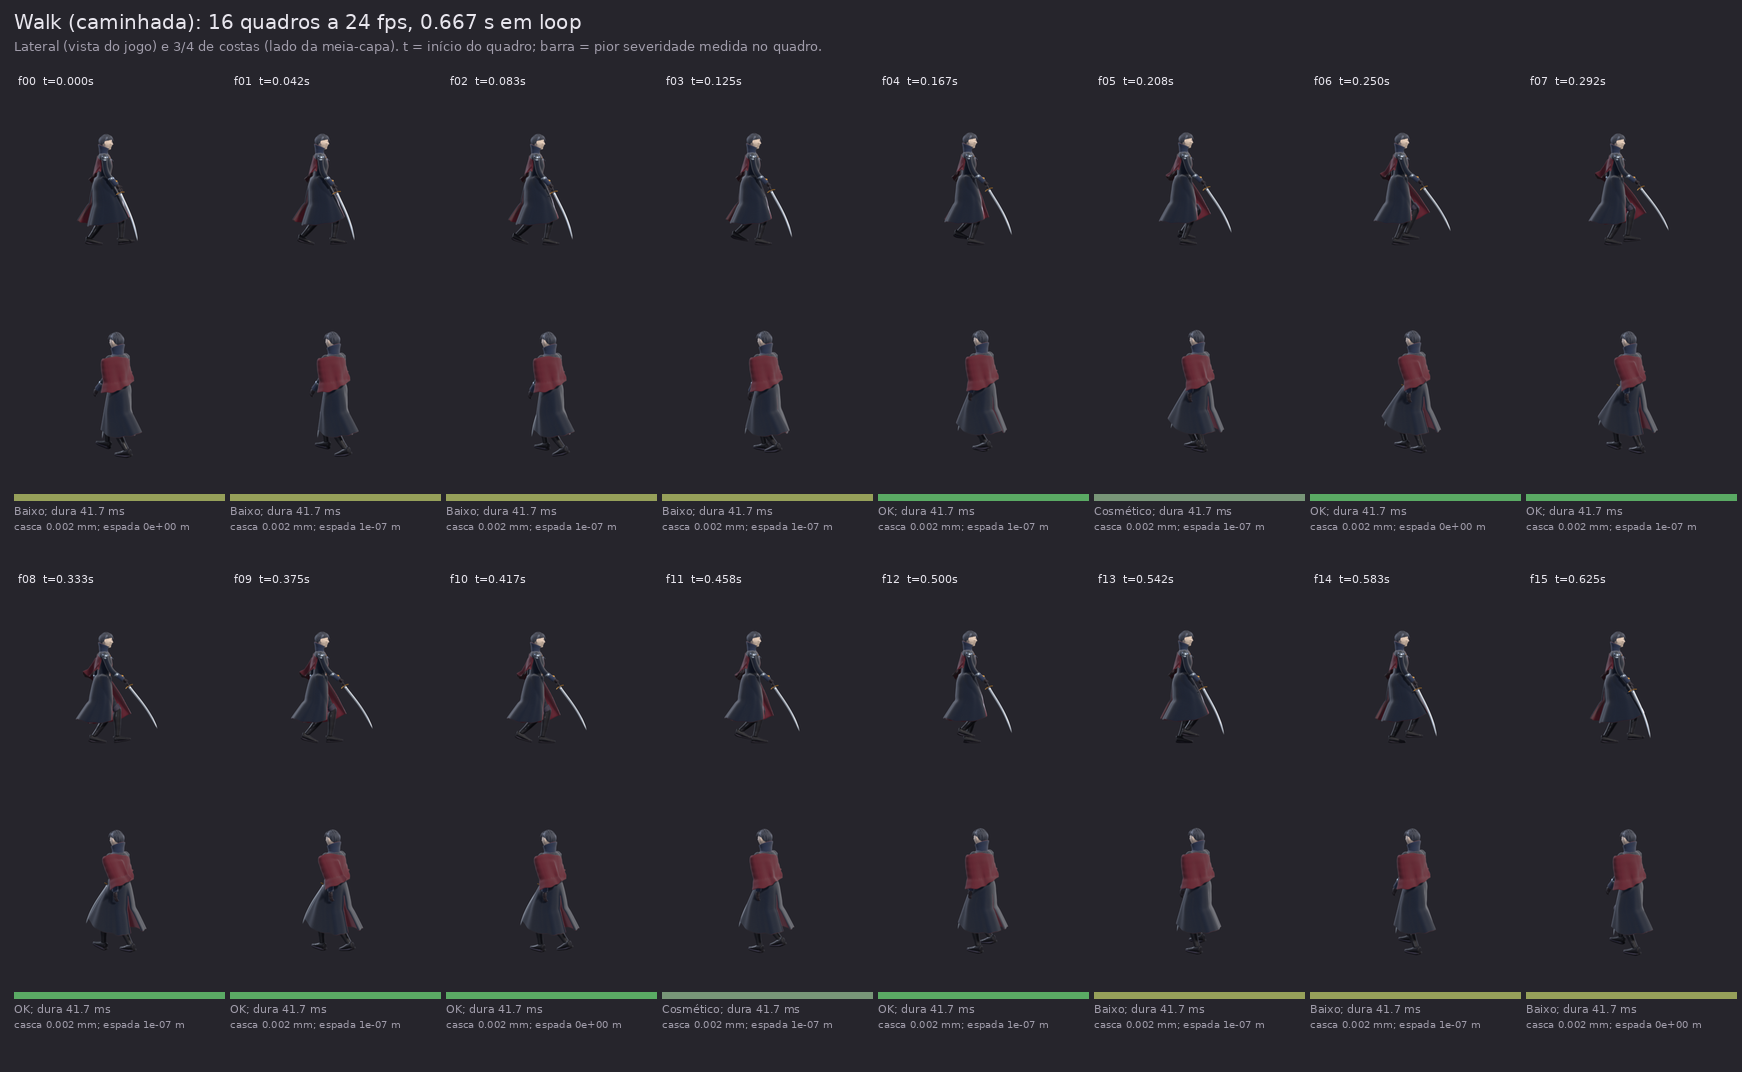 Walk (caminhada): 16 quadros a 24 fps, 0.667 s em loop
Lateral (vista do jogo) e 3/4 de costas (lado da meia-capa). t = início do quadro; barra = pior severidade medida no quadro.
f00 t=0.000s f01 t=0.042s f02 t=0.083s f03 t=0.125s f04 t=0.167s f05 t=0.208s f06 t=0.250s f07 t=0.292s
Baixo; dura 41.7 ms Baixo; dura 41.7 ms Baixo; dura 41.7 ms Baixo; dura 41.7 ms OK; dura 41.7 ms Cosmético; dura 41.7 ms OK; dura 41.7 ms OK; dura 41.7 ms
casca 0.002 mm; espada 0e+00 m casca 0.002 mm; espada 1e-07 m casca 0.002 mm; espada 1e-07 m casca 0.002 mm; espada 1e-07 m casca 0.002 mm; espada 1e-07 m casca 0.002 mm; espada 1e-07 m casca 0.002 mm; espada 0e+00 m casca 0.002 mm; espada 1e-07 m
f08 t=0.333s f09 t=0.375s f10 t=0.417s f11 t=0.458s f12 t=0.500s f13 t=0.542s f14 t=0.583s f15 t=0.625s
OK; dura 41.7 ms OK; dura 41.7 ms OK; dura 41.7 ms Cosmético; dura 41.7 ms OK; dura 41.7 ms Baixo; dura 41.7 ms Baixo; dura 41.7 ms Baixo; dura 41.7 ms
casca 0.002 mm; espada 1e-07 m casca 0.002 mm; espada 1e-07 m casca 0.002 mm; espada 0e+00 m casca 0.002 mm; espada 1e-07 m casca 0.002 mm; espada 1e-07 m casca 0.002 mm; espada 1e-07 m casca 0.002 mm; espada 1e-07 m casca 0.002 mm; espada 0e+00 m